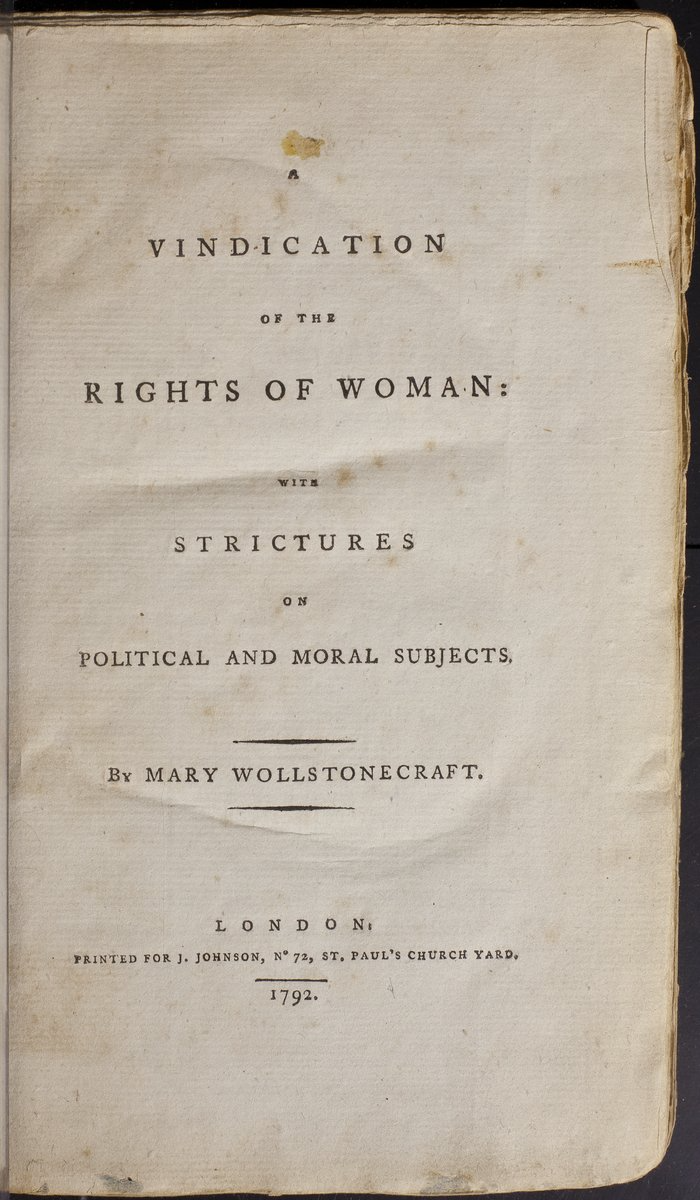 A
VINDICATION
OF THE
RIGHTS OF WOMAN:
WITH
STRICTURES
ON
POLITICAL AND MORAL SUBJECTS.
By MARY WOLLSTONECRAFT.
LONDON:
PRINTED FOR J. JOHNSON, Nº 72, ST. PAUL'S CHURCH YARD.
1792.